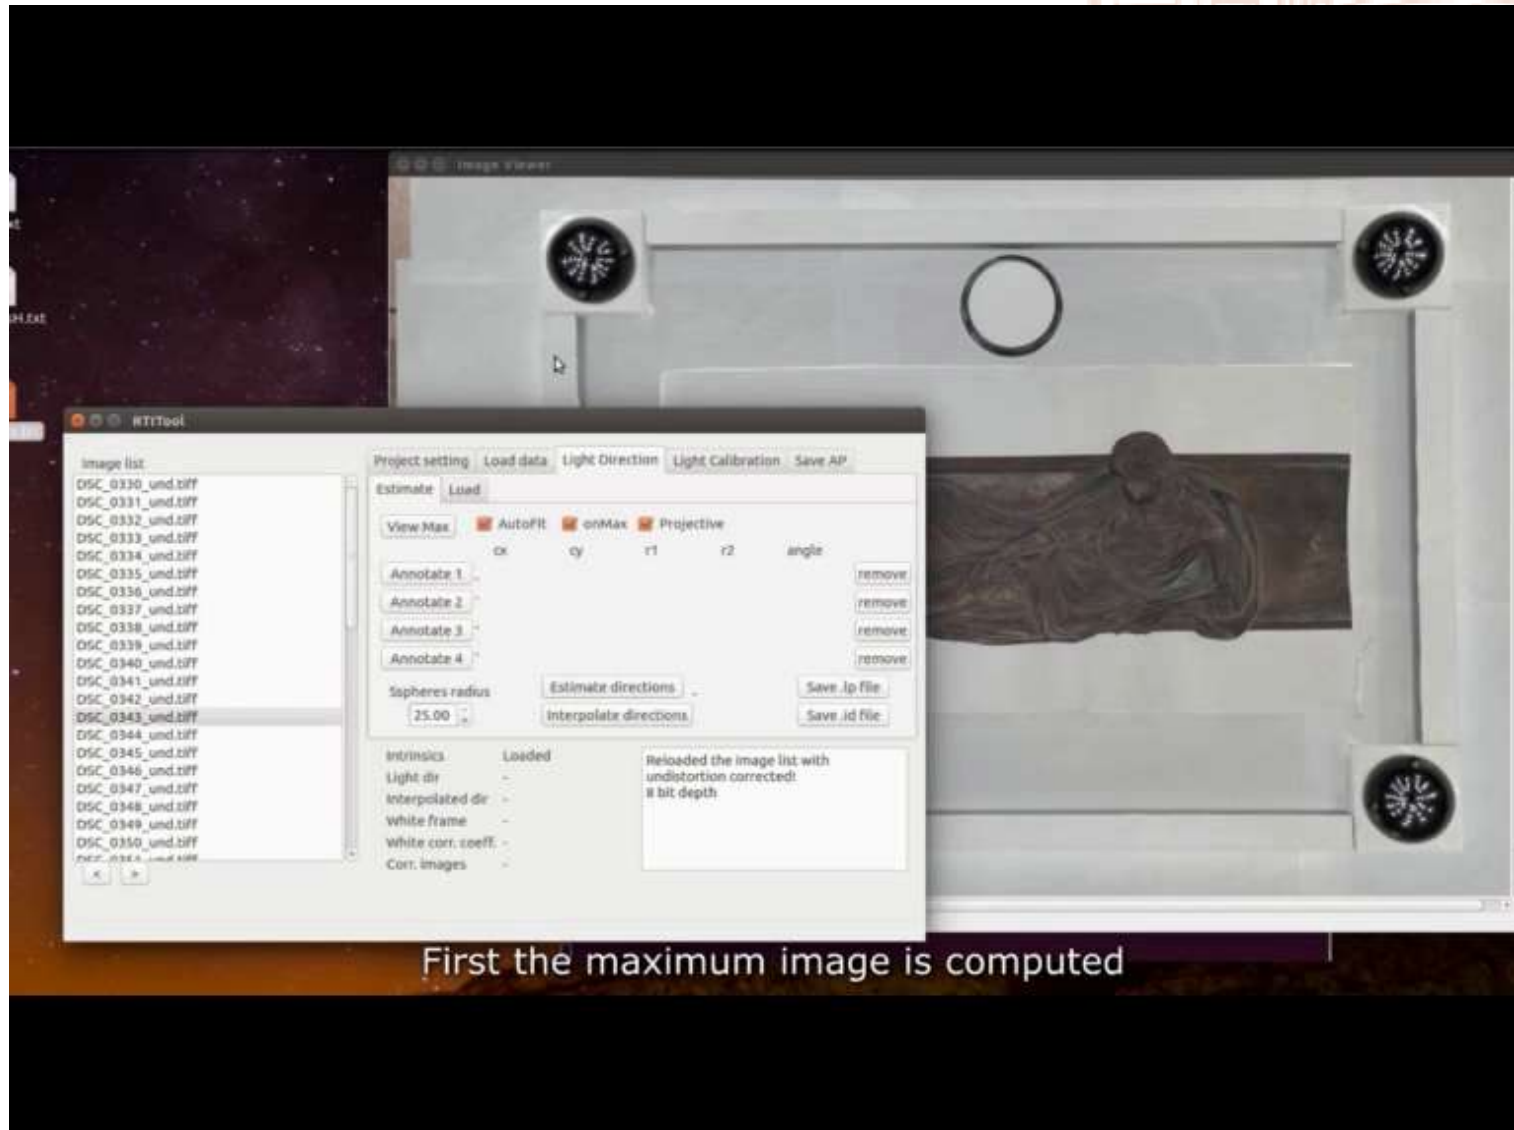 Image Viewer
xt
sH.txt
RTITool
Image list
DSC_0330_und.tiff
DSC_0331_und.tiff
DSC_0332_und.tiff
DSC_0333_und.tiff
DSC_0334_und.tiff
DSC_0335_und.tiff
DSC_0336_und.tiff
DSC_0337_und.tiff
DSC_0338_und.tiff
DSC_0339_und.tiff
DSC_0340_und.tiff
DSC_0341_und.tiff
DSC_0342_und.tiff
DSC_0343_und.tiff
DSC_0344_und.tiff
DSC_0345_und.tiff
DSC_0346_und.tiff
DSC_0347_und.tiff
DSC_0348_und.tiff
DSC_0349_und.tiff
DSC_0350_und.tiff
DSC_0351_und.tiff
< >
Project setting Load data Light Direction Light Calibration Save AP
Estimate Load
View Max AutoFit onMax Projective
cx cy r1 r2 angle
Annotate 1 - remove
Annotate 2 - remove
Annotate 3 - remove
Annotate 4 - remove
Sspheres radius Estimate directions - Save .lp file
25.00 Interpolate directions Save .id file
Intrinsics Loaded
Light dir -
Interpolated dir -
White frame -
White corr. coeff. -
Corr. images -
Reloaded the image list with
undistortion corrected!
8 bit depth
First the maximum image is computed